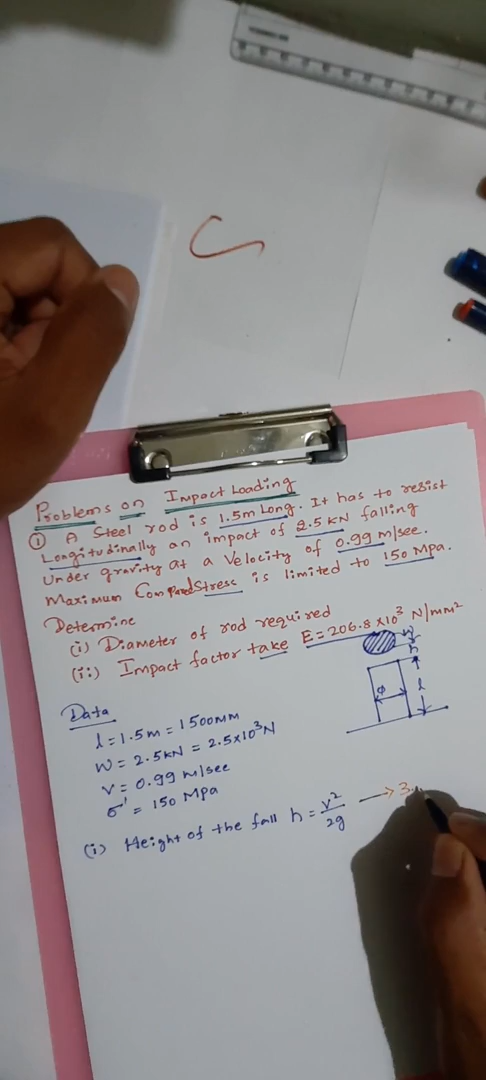 Problems on Impact Loading
① A Steel rod is 1.5m Long. It has to resist
Longitudinally an impact of 2.5 KN falling
Under gravity at a Velocity of 0.99 m/sec.
Maximum Stress is limited to 150 Mpa.
Determine
(i) Diameter of rod required
(ii) Impact factor take E = 206.8 x 10³ N/mm²
W
h
l
ϕ
Data
l = 1.5m = 1500mm
W = 2.5KN = 2.5x10³N
V = 0.99 m/sec
σ' = 150 Mpa
(i) Height of the fall h = V²/2g → 3.